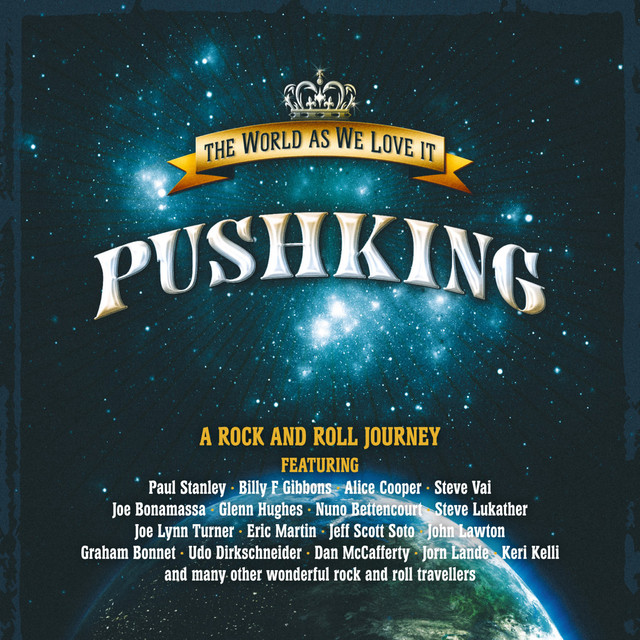 THE WORLD AS WE LOVE IT
PUSHKING
A ROCK AND ROLL JOURNEY
FEATURING
Paul Stanley · Billy F Gibbons · Alice Cooper · Steve Vai
Joe Bonamassa · Glenn Hughes · Nuno Bettencourt · Steve Lukather
Joe Lynn Turner · Eric Martin · Jeff Scott Soto · John Lawton
Graham Bonnet · Udo Dirkschneider · Dan McCafferty · Jorn Lande · Keri Kelli
and many other wonderful rock and roll travellers